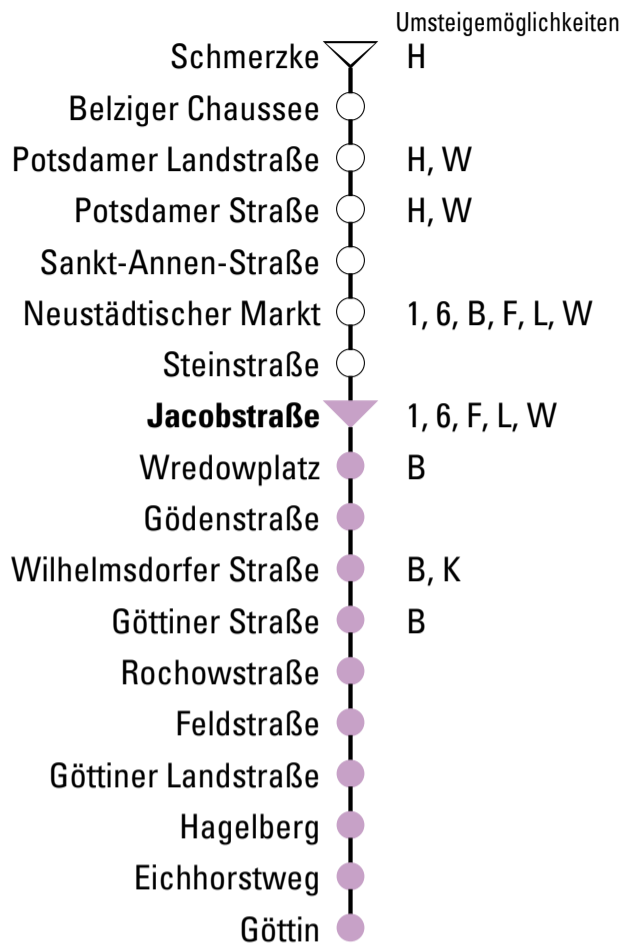 Umsteigemöglichkeiten
Schmerzke H
Belziger Chaussee
Potsdamer Landstraße H, W
Potsdamer Straße H, W
Sankt-Annen-Straße
Neustädtischer Markt 1, 6, B, F, L, W
Steinstraße
Jacobstraße 1, 6, F, L, W
Wredowplatz B
Gödenstraße
Wilhelmsdorfer Straße B, K
Göttiner Straße B
Rochowstraße
Feldstraße
Göttiner Landstraße
Hagelberg
Eichhorstweg
Göttin